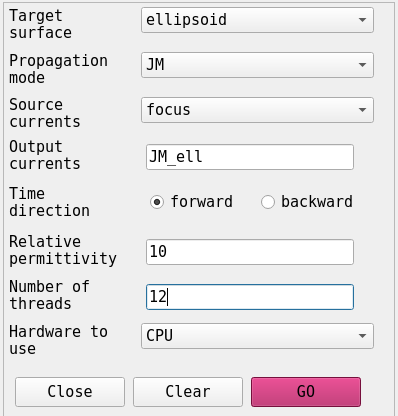 Target surface ellipsoid
Propagation mode JM
Source currents focus
Output currents JM_ell
Time direction forward backward
Relative permittivity 10
Number of threads 12
Hardware to use CPU
Close Clear GO